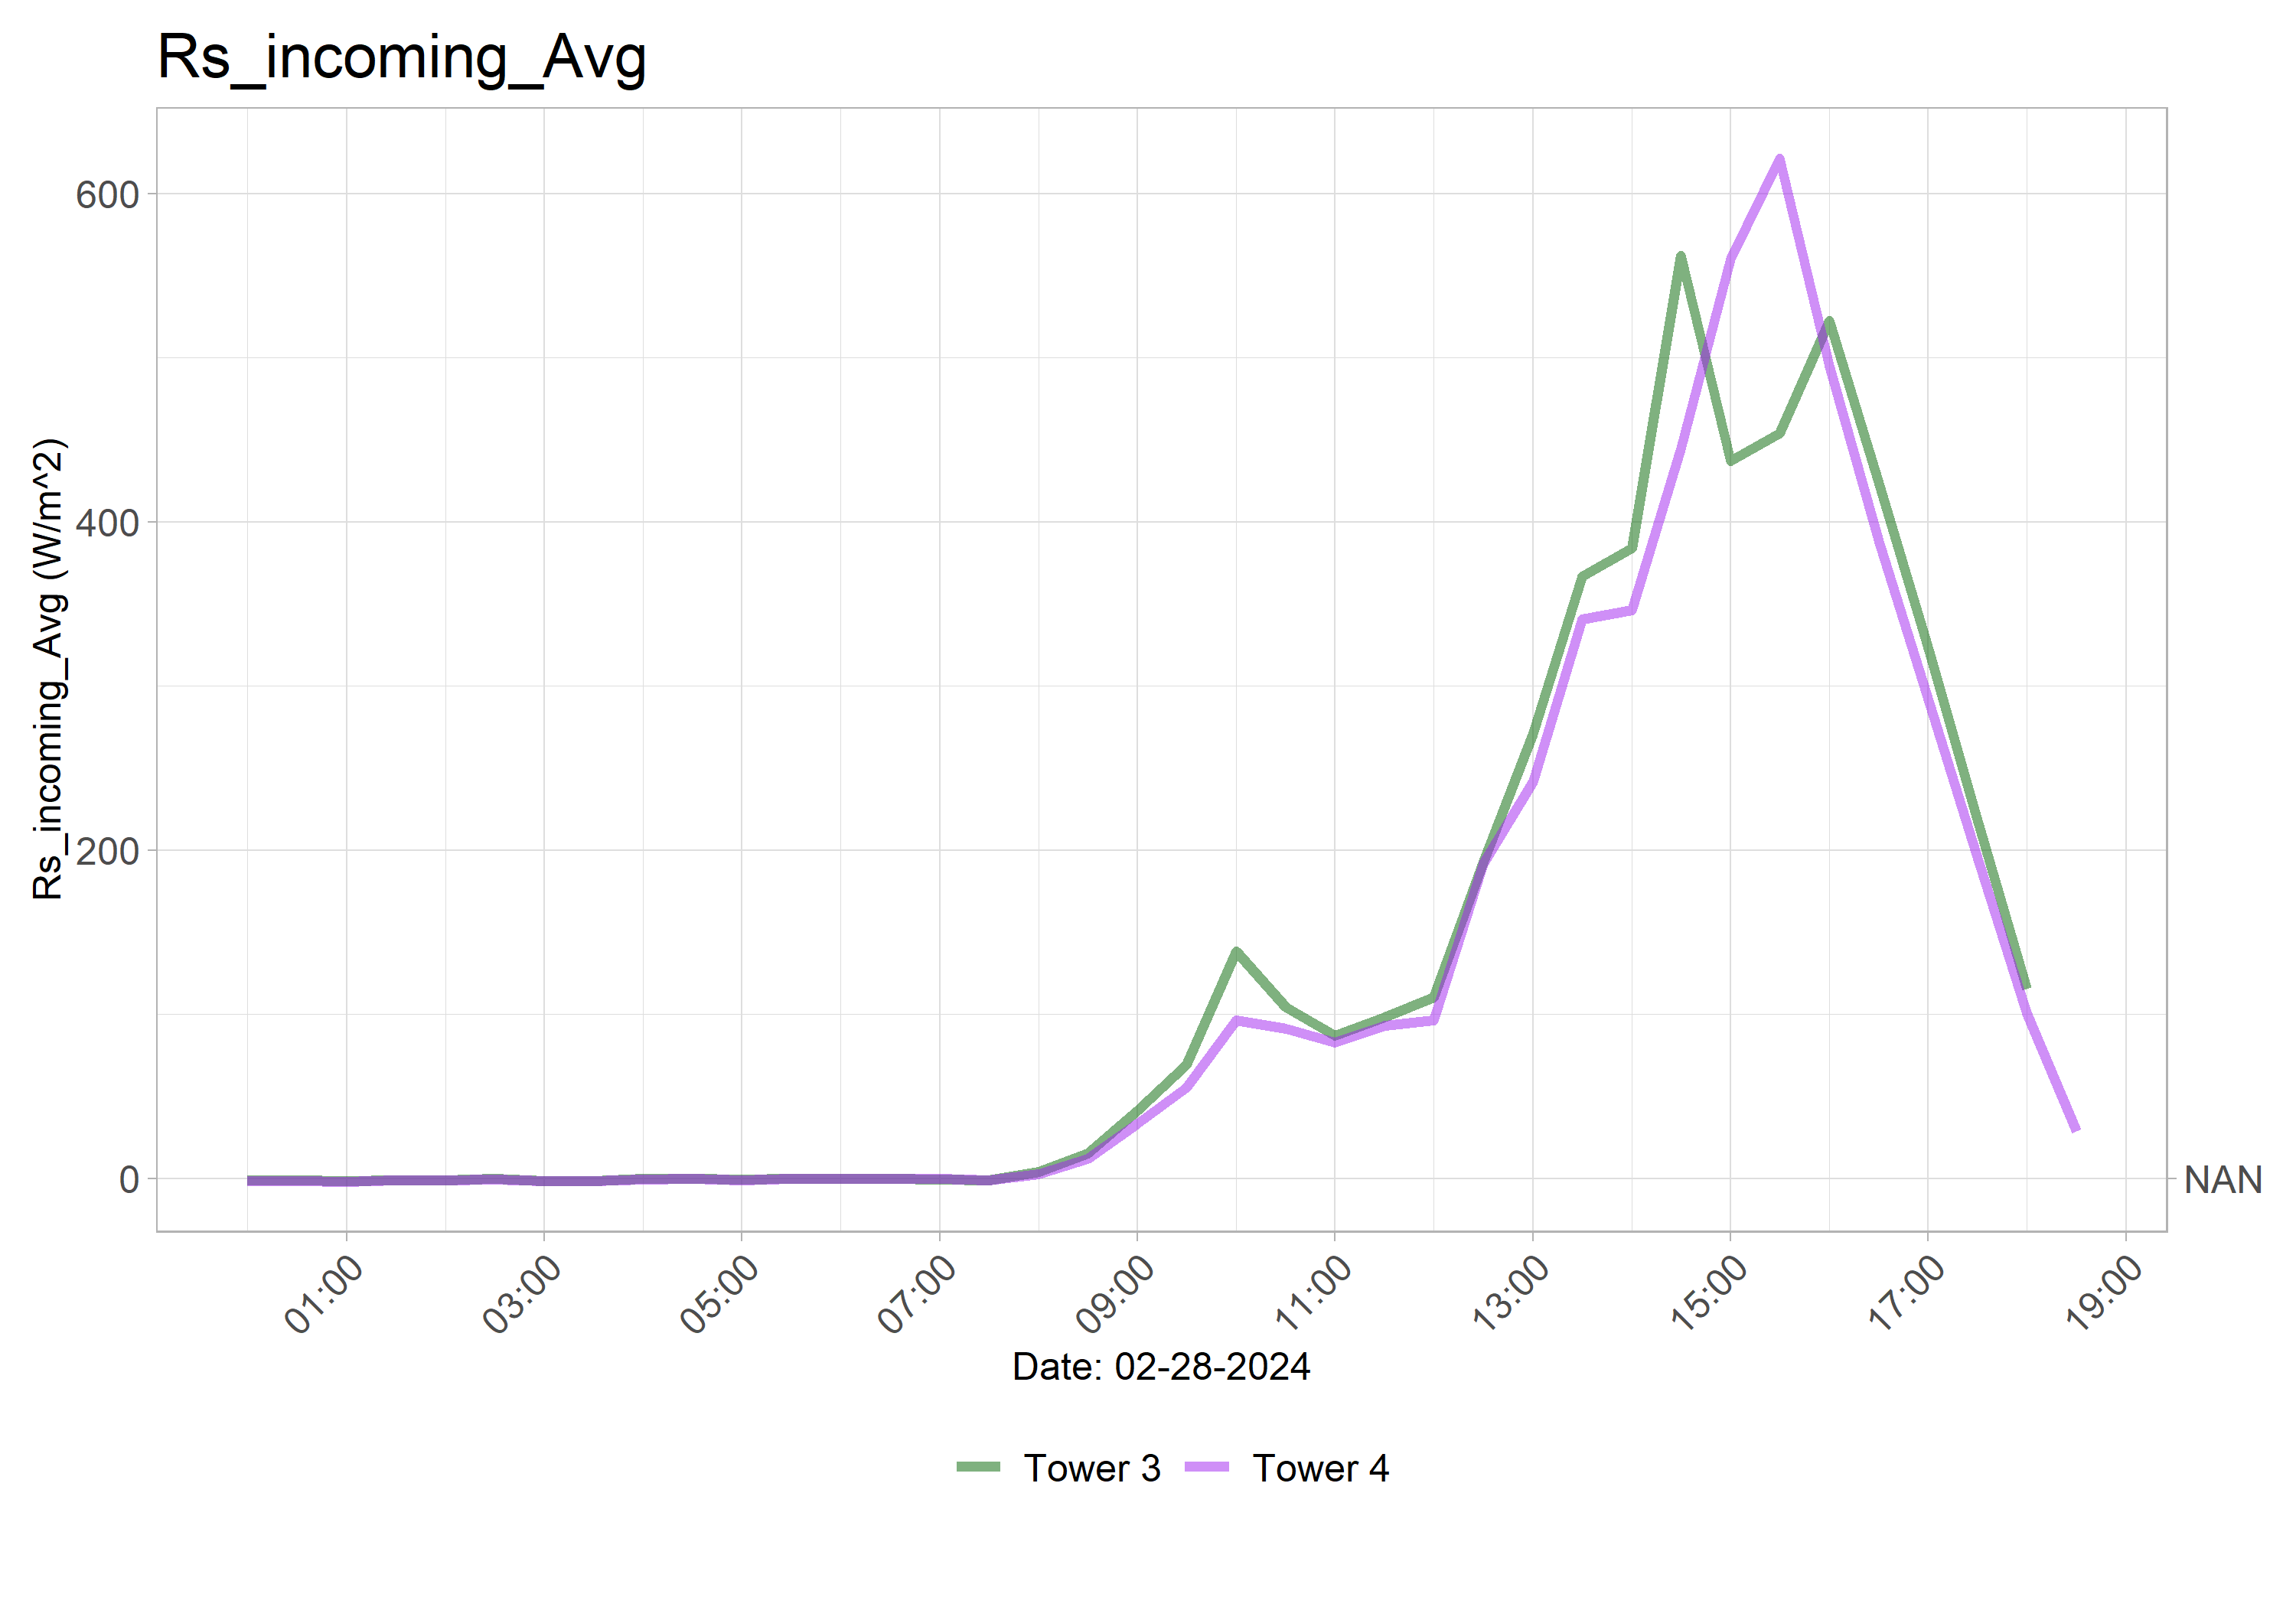 Rs_incoming_Avg
Rs_incoming_Avg (W/m^2)
600
400
200
0
NAN
01:00
03:00
05:00
07:00
09:00
11:00
13:00
15:00
17:00
19:00
Date: 02-28-2024
Tower 3
Tower 4